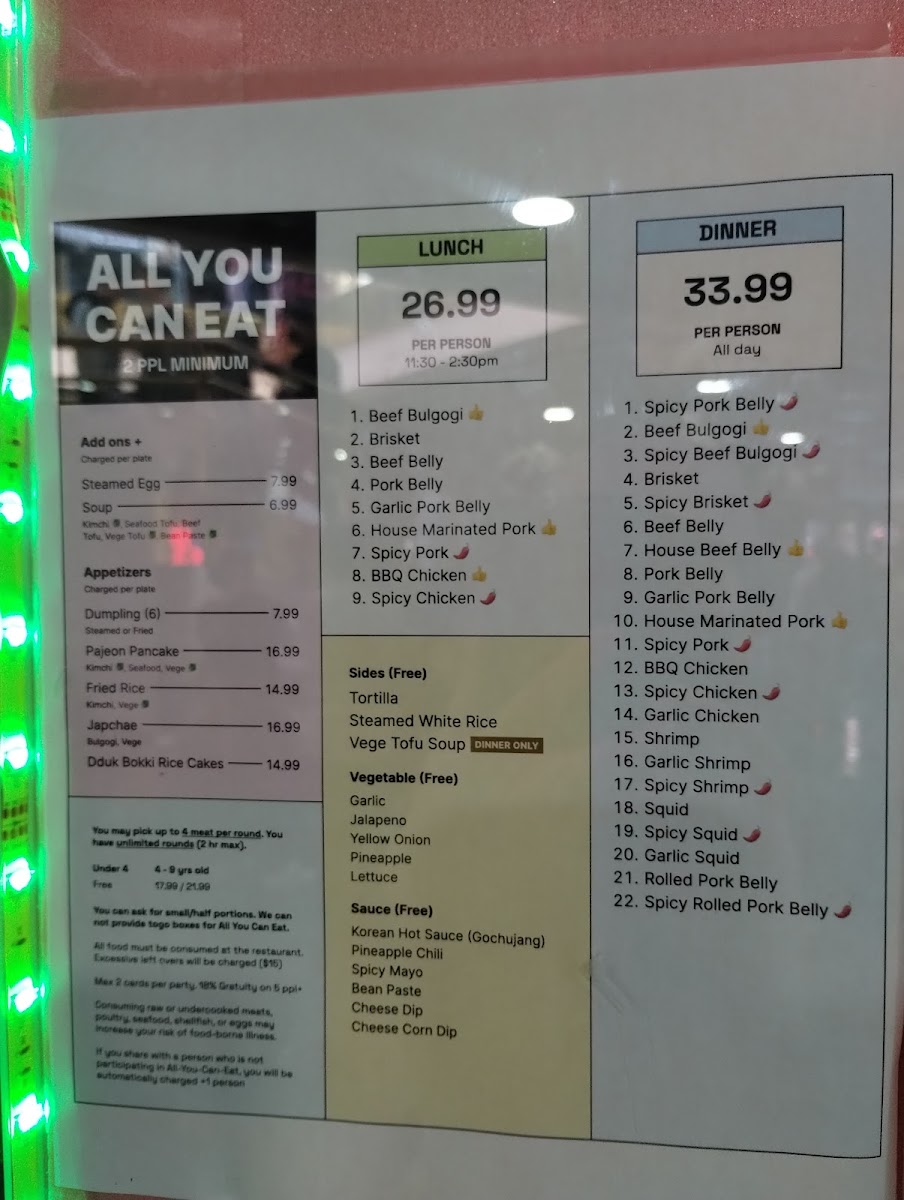 ALL YOU
CAN EAT
2 PPL MINIMUM
Add ons +
Charged per plate
Steamed Egg 7.99
Soup 6.99
Kimchi, Seafood Tofu, Beef
Tofu, Vege Tofu, Bean Paste
Appetizers
Charged per plate
Dumpling (6) 7.99
Steamed or Fried
Pajeon Pancake 16.99
Kimchi, Seafood, Vege
Fried Rice 14.99
Kimchi, Vege
Japchae 16.99
Bulgogi, Vege
Dduk Bokki Rice Cakes 14.99
You may pick up to 4 meat per round. You
have unlimited rounds (2 hr max).
Under 4 4 - 9 yrs old
Free 17.99 / 21.99
You can ask for small/half portions. We can
not provide togo boxes for All You Can Eat.
All food must be consumed at the restaurant.
Excessive left overs will be charged ($15)
Max 2 cards per party. 18% Gratuity on 5 ppl+
Consuming raw or undercooked meats,
poultry, seafood, shellfish, or eggs may
increase your risk of food-borne illness.
If you share with a person who is not
participating in All-You-Can-Eat, you will be
automatically charged +1 person
LUNCH
26.99
PER PERSON
11:30 - 2:30pm
1. Beef Bulgogi 👍
2. Brisket
3. Beef Belly
4. Pork Belly
5. Garlic Pork Belly
6. House Marinated Pork 👍
7. Spicy Pork 🌶️
8. BBQ Chicken 👍
9. Spicy Chicken 🌶️
Sides (Free)
Tortilla
Steamed White Rice
Vege Tofu Soup DINNER ONLY
Vegetable (Free)
Garlic
Jalapeno
Yellow Onion
Pineapple
Lettuce
Sauce (Free)
Korean Hot Sauce (Gochujang)
Pineapple Chili
Spicy Mayo
Bean Paste
Cheese Dip
Cheese Corn Dip
DINNER
33.99
PER PERSON
All day
1. Spicy Pork Belly 🌶️
2. Beef Bulgogi 👍
3. Spicy Beef Bulgogi 🌶️
4. Brisket
5. Spicy Brisket 🌶️
6. Beef Belly
7. House Beef Belly 👍
8. Pork Belly
9. Garlic Pork Belly
10. House Marinated Pork 👍
11. Spicy Pork 🌶️
12. BBQ Chicken
13. Spicy Chicken 🌶️
14. Garlic Chicken
15. Shrimp
16. Garlic Shrimp
17. Spicy Shrimp 🌶️
18. Squid
19. Spicy Squid 🌶️
20. Garlic Squid
21. Rolled Pork Belly
22. Spicy Rolled Pork Belly 🌶️